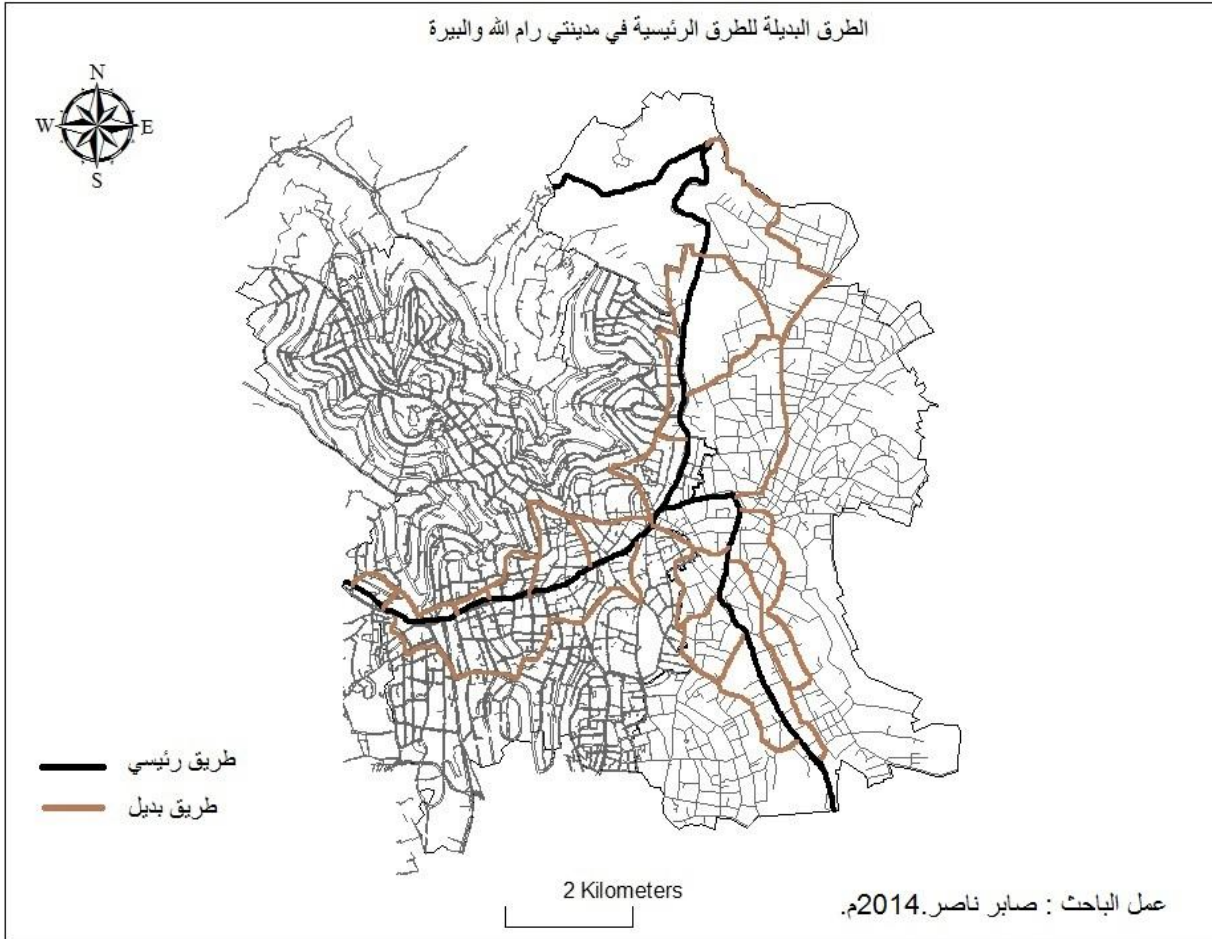 الطرق البديلة للطرق الرئيسية في مدينتي رام الله والبيرة
N
W E
S
طريق رئيسي
طريق بديل
2 Kilometers
عمل الباحث : صابر ناصر.2014م.